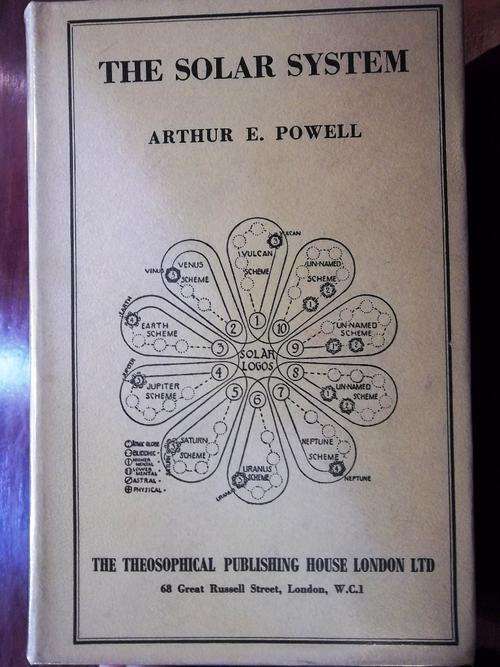 THE SOLAR SYSTEM
ARTHUR E. POWELL
VULCAN
VULCAN
SCHEME
VENUS
VENUS
SCHEME
UN-NAMED
SCHEME
EARTH
EARTH
SCHEME
UN-NAMED
SCHEME
1
2
10
3
9
SOLAR
LOGOS
4
8
5
7
6
JUPITER
SCHEME
UN-NAMED
SCHEME
SATURN
SCHEME
NEPTUNE
SCHEME
NEPTUNE
URANUS
SCHEME
URANUS
ATMIC GLOBE
BUDDHIC
HIGHER
MENTAL
LOWER
MENTAL
ASTRAL
PHYSICAL
THE THEOSOPHICAL PUBLISHING HOUSE LONDON LTD
68 Great Russell Street, London, W.C.1